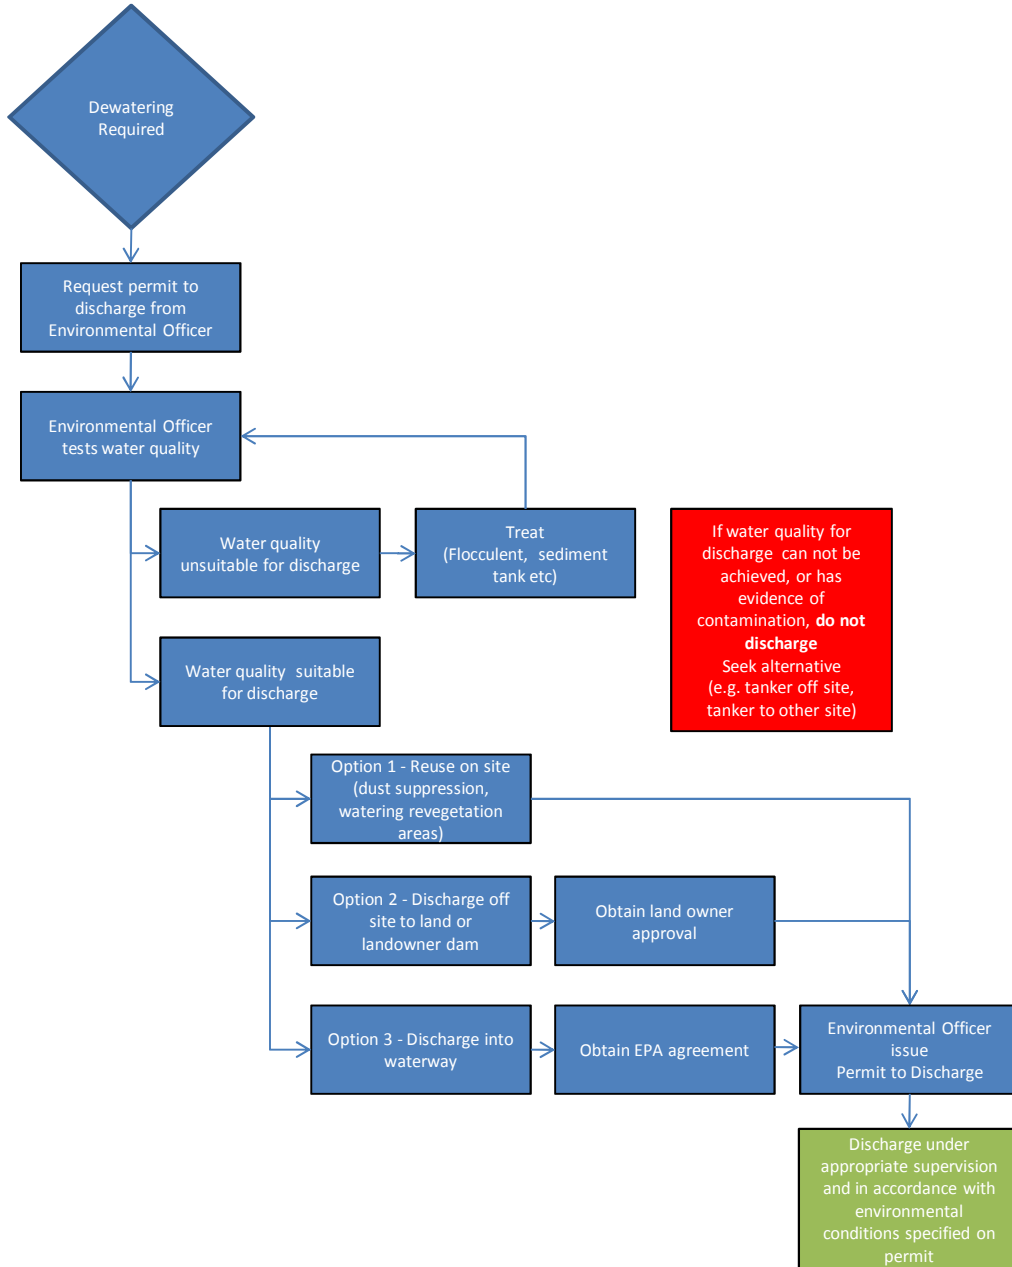 Dewatering
Required
Request permit to
discharge from
Environmental Officer
Environmental Officer
tests water quality
Water quality
unsuitable for discharge
Treat
(Flocculent, sediment
tank etc)
If water quality for
discharge can not be
achieved, or has
evidence of
contamination, do not
discharge
Seek alternative
(e.g. tanker off site,
tanker to other site)
Water quality suitable
for discharge
Option 1 - Reuse on site
(dust suppression,
watering revegetation
areas)
Option 2 - Discharge off
site to land or
landowner dam
Obtain land owner
approval
Option 3 - Discharge into
waterway
Obtain EPA agreement
Environmental Officer
issue
Permit to Discharge
Discharge under
appropriate supervision
and in accordance with
environmental
conditions specified on
permit